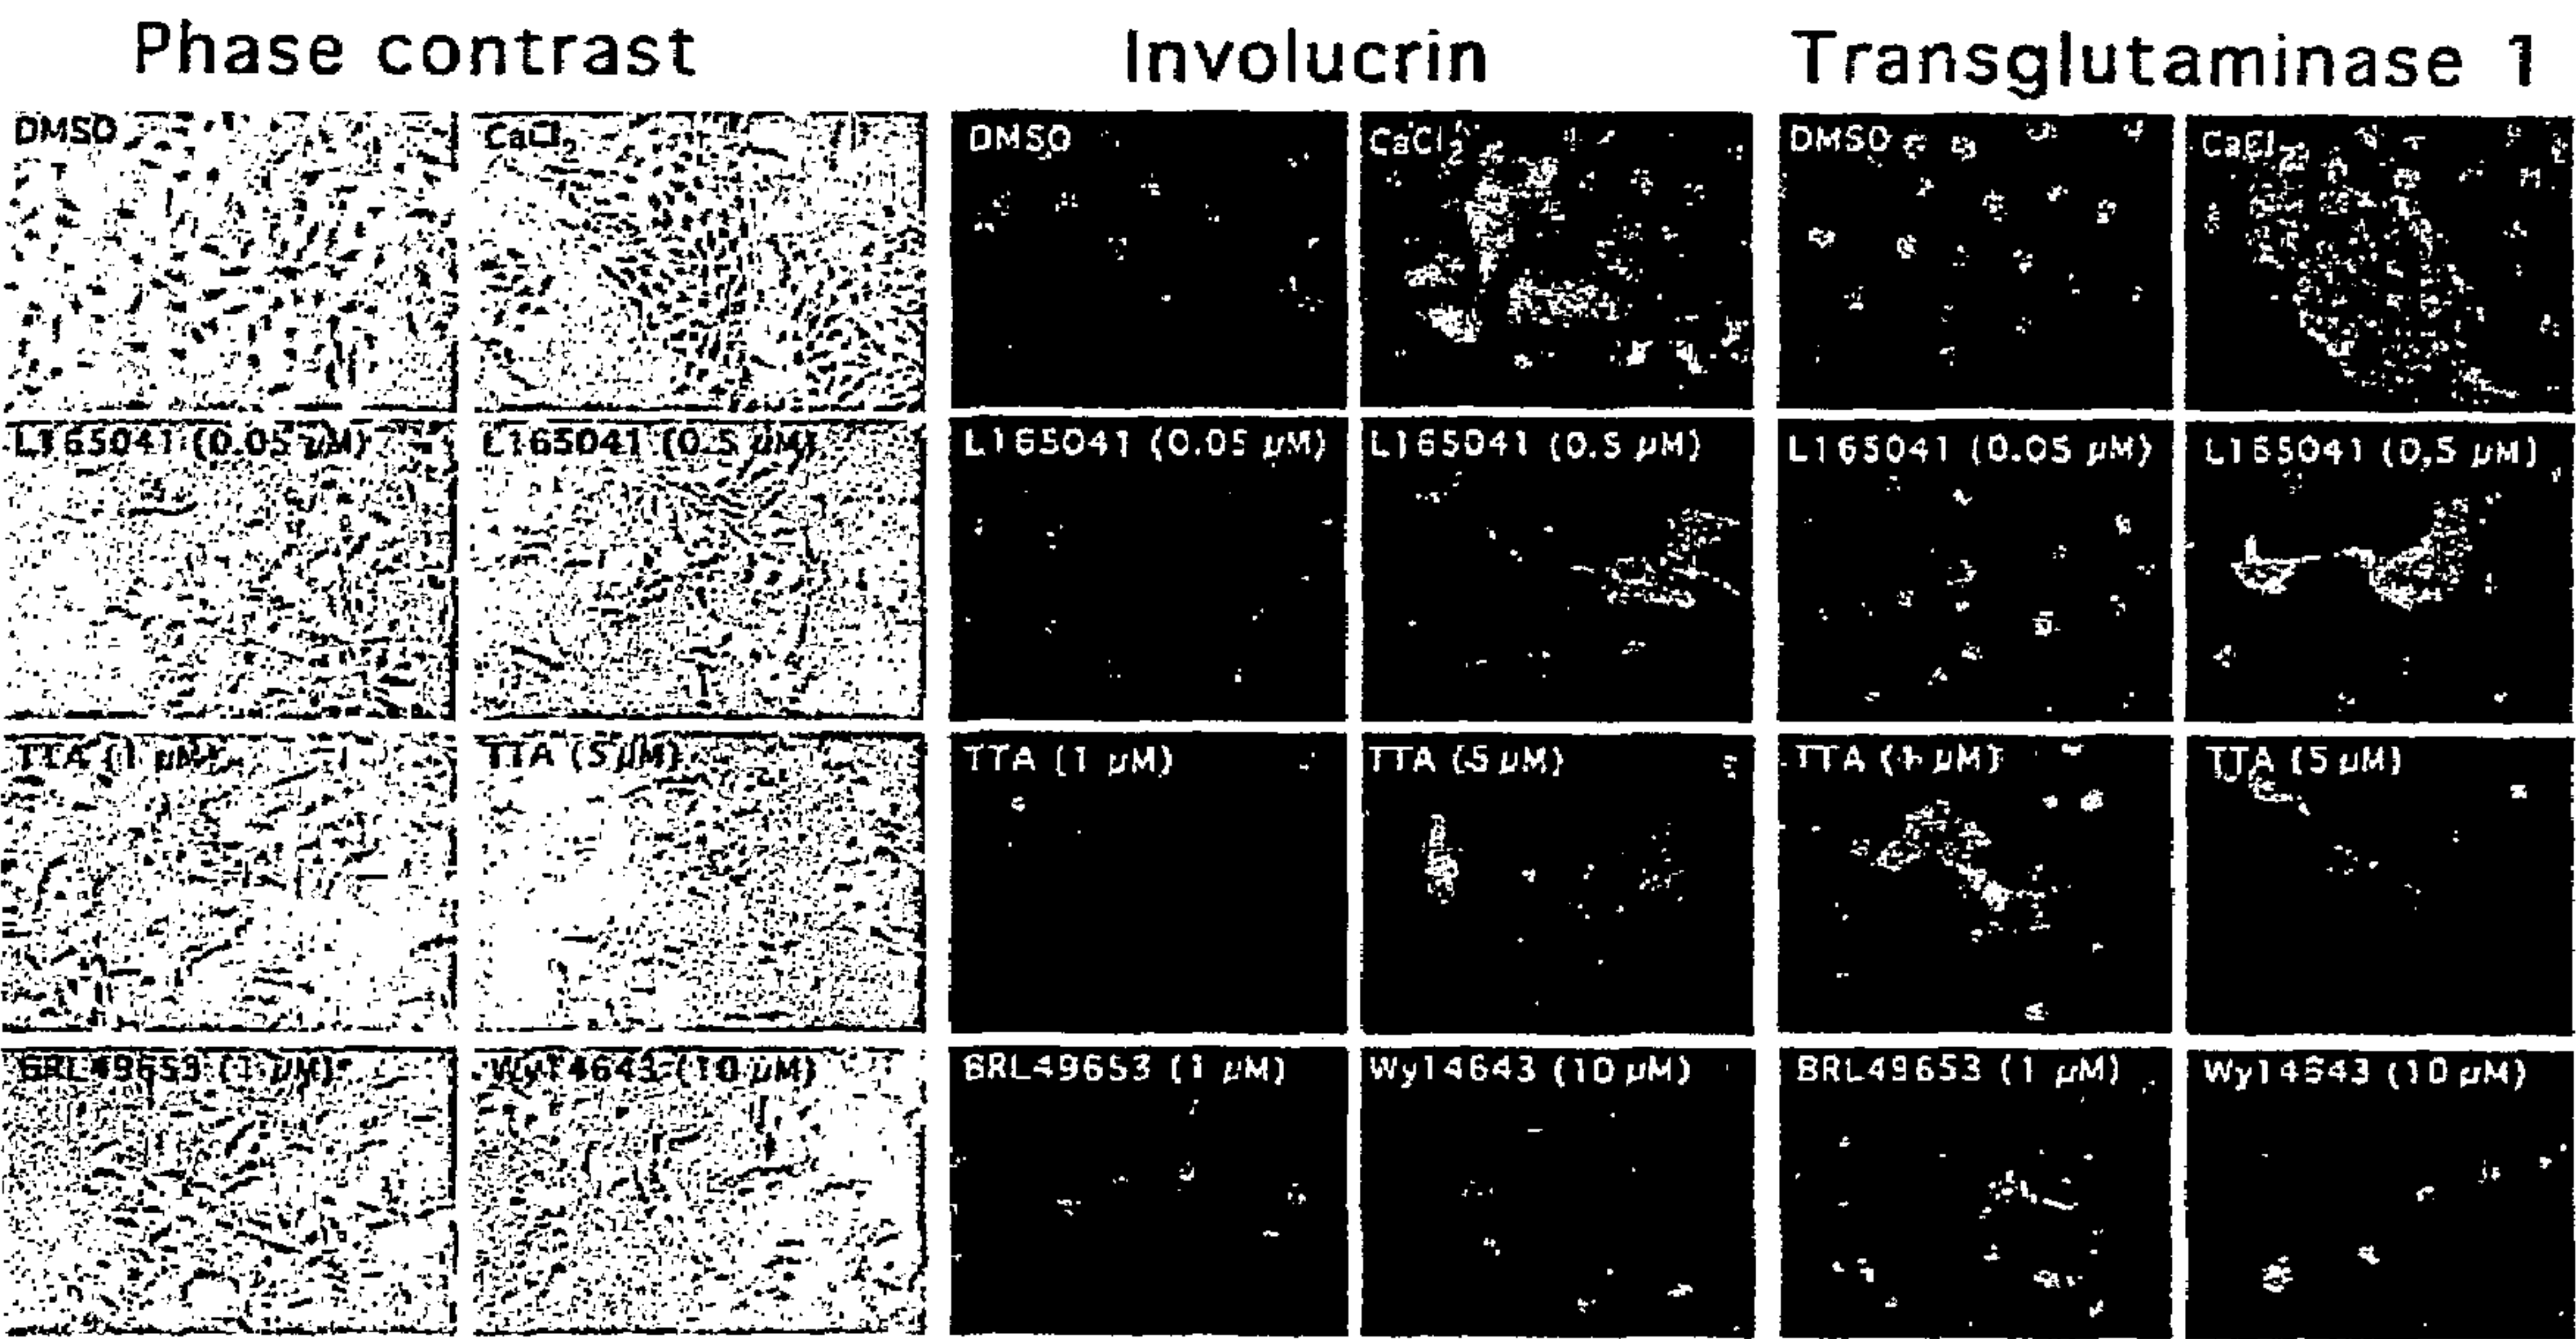 Phase contrast Involucrin Transglutaminase 1
DMSO CaCl2 DMSO CaCl2 DMSO CaCl2
L165041 (0.05 µM) L165041 (0.5 µM) L165041 (0.05 µM) L165041 (0.5 µM) L165041 (0.05 µM) L165041 (0,5 µM)
TTA (1 µM) TTA (5 µM) TTA (1 µM) TTA (5 µM) TTA (1 µM) TTA (5 µM)
BRL49653 (1 µM) Wy14643 (10 µM) BRL49653 (1 µM) Wy14643 (10 µM) BRL49653 (1 µM) Wy14643 (10 µM)